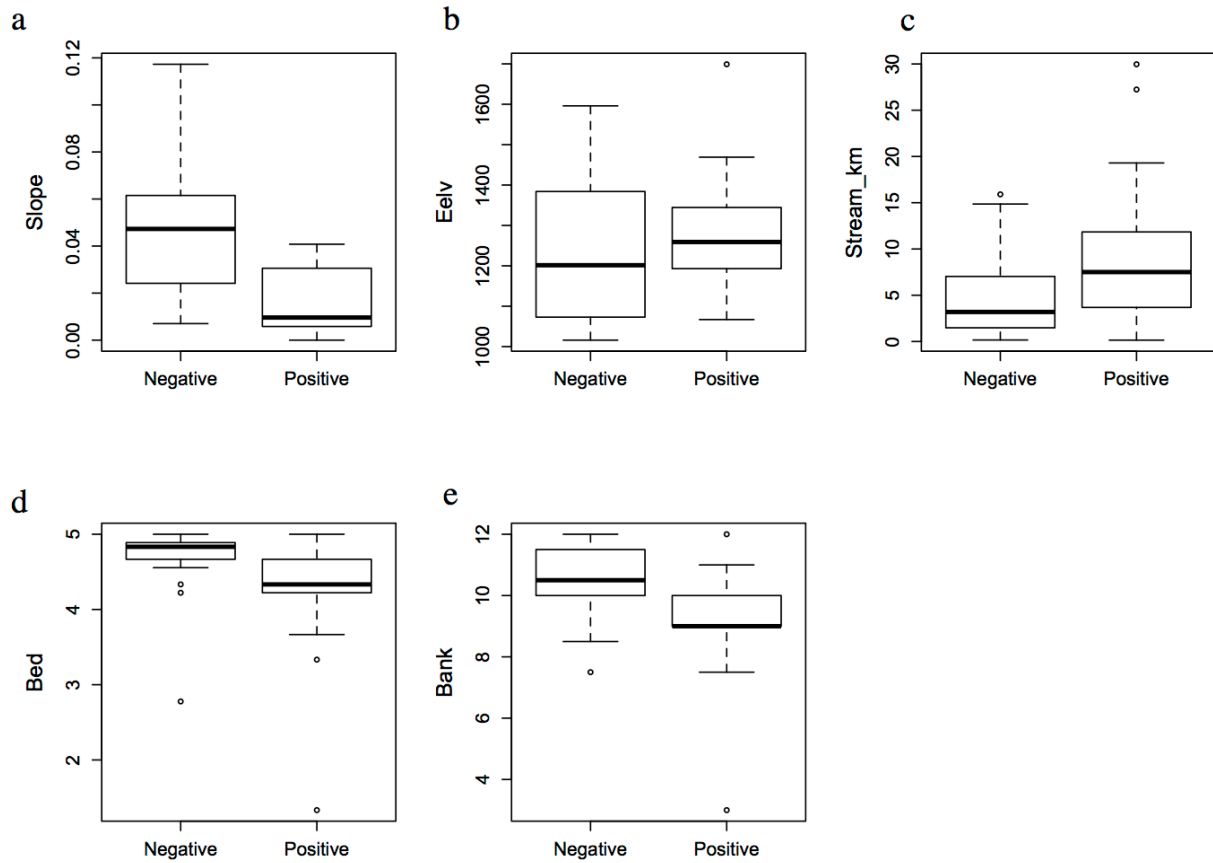 a
Slope
0.00
0.04
0.08
0.12
Negative Positive
b
Eelv
1000
1200
1400
1600
Negative Positive
c
Stream_km
0
5
10
15
20
25
30
Negative Positive
d
Bed
2
3
4
5
Negative Positive
e
Bank
4
6
8
10
12
Negative Positive